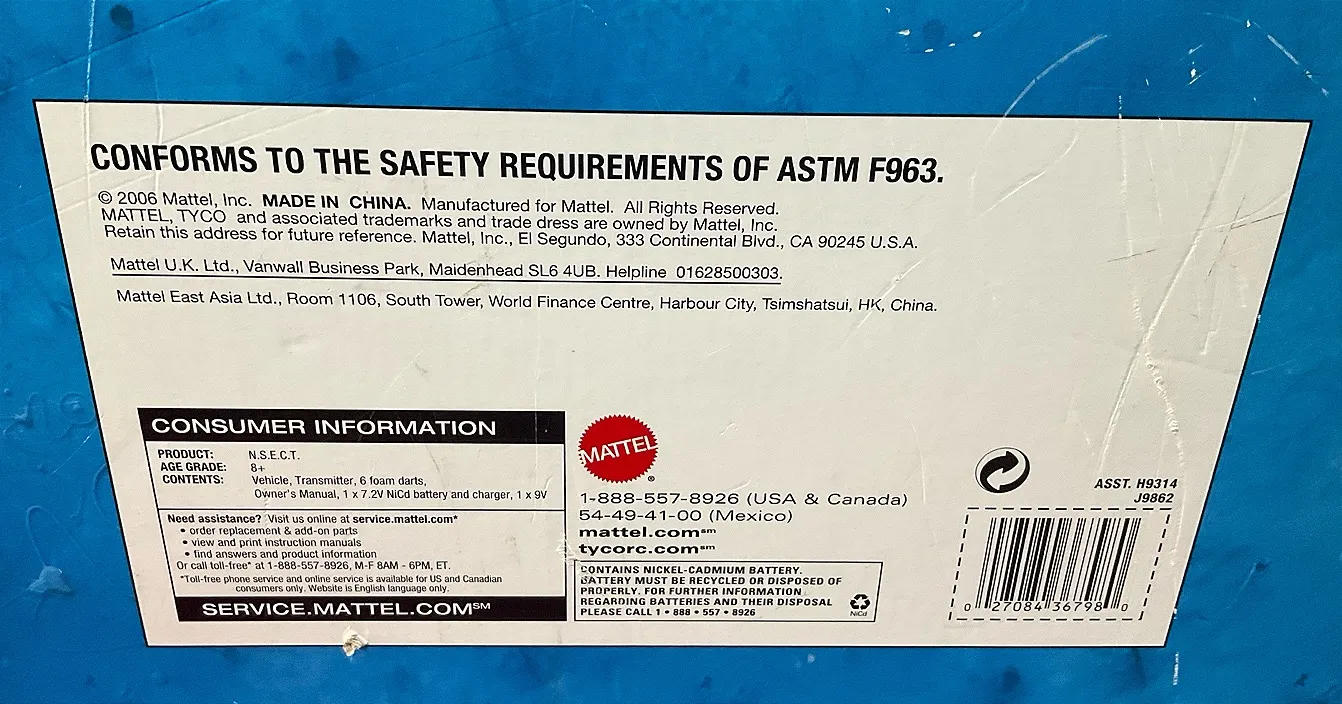 CONFORMS TO THE SAFETY REQUIREMENTS OF ASTM F963.
© 2006 Mattel, Inc. MADE IN CHINA. Manufactured for Mattel. All Rights Reserved.
MATTEL, TYCO and associated trademarks and trade dress are owned by Mattel, Inc.
Retain this address for future reference. Mattel, Inc., El Segundo, 333 Continental Blvd., CA 90245 U.S.A.
Mattel U.K. Ltd., Vanwall Business Park, Maidenhead SL6 4UB. Helpline 01628500303.
Mattel East Asia Ltd., Room 1106, South Tower, World Finance Centre, Harbour City, Tsimshatsui, HK, China.
CONSUMER INFORMATION
PRODUCT: N.S.E.C.T.
AGE GRADE: 8+
CONTENTS: Vehicle, Transmitter, 6 foam darts,
Owner's Manual, 1 x 7.2V NiCd battery and charger, 1 x 9V
Need assistance? Visit us online at service.mattel.com*
• order replacement & add-on parts
• view and print instruction manuals
• find answers and product information
Or call toll-free* at 1-888-557-8926, M-F 8AM - 6PM, ET.
*Toll-free phone service and online service is available for US and Canadian
consumers only. Website is English language only.
SERVICE.MATTEL.COM℠
MATTEL®
1-888-557-8926 (USA & Canada)
54-49-41-00 (Mexico)
mattel.com℠
tycorc.com℠
CONTAINS NICKEL-CADMIUM BATTERY.
BATTERY MUST BE RECYCLED OR DISPOSED OF
PROPERLY. FOR FURTHER INFORMATION
REGARDING BATTERIES AND THEIR DISPOSAL
PLEASE CALL 1 • 888 • 557 • 8926
NiCd
ASST. H9314
J9862
0 27084 36798 0